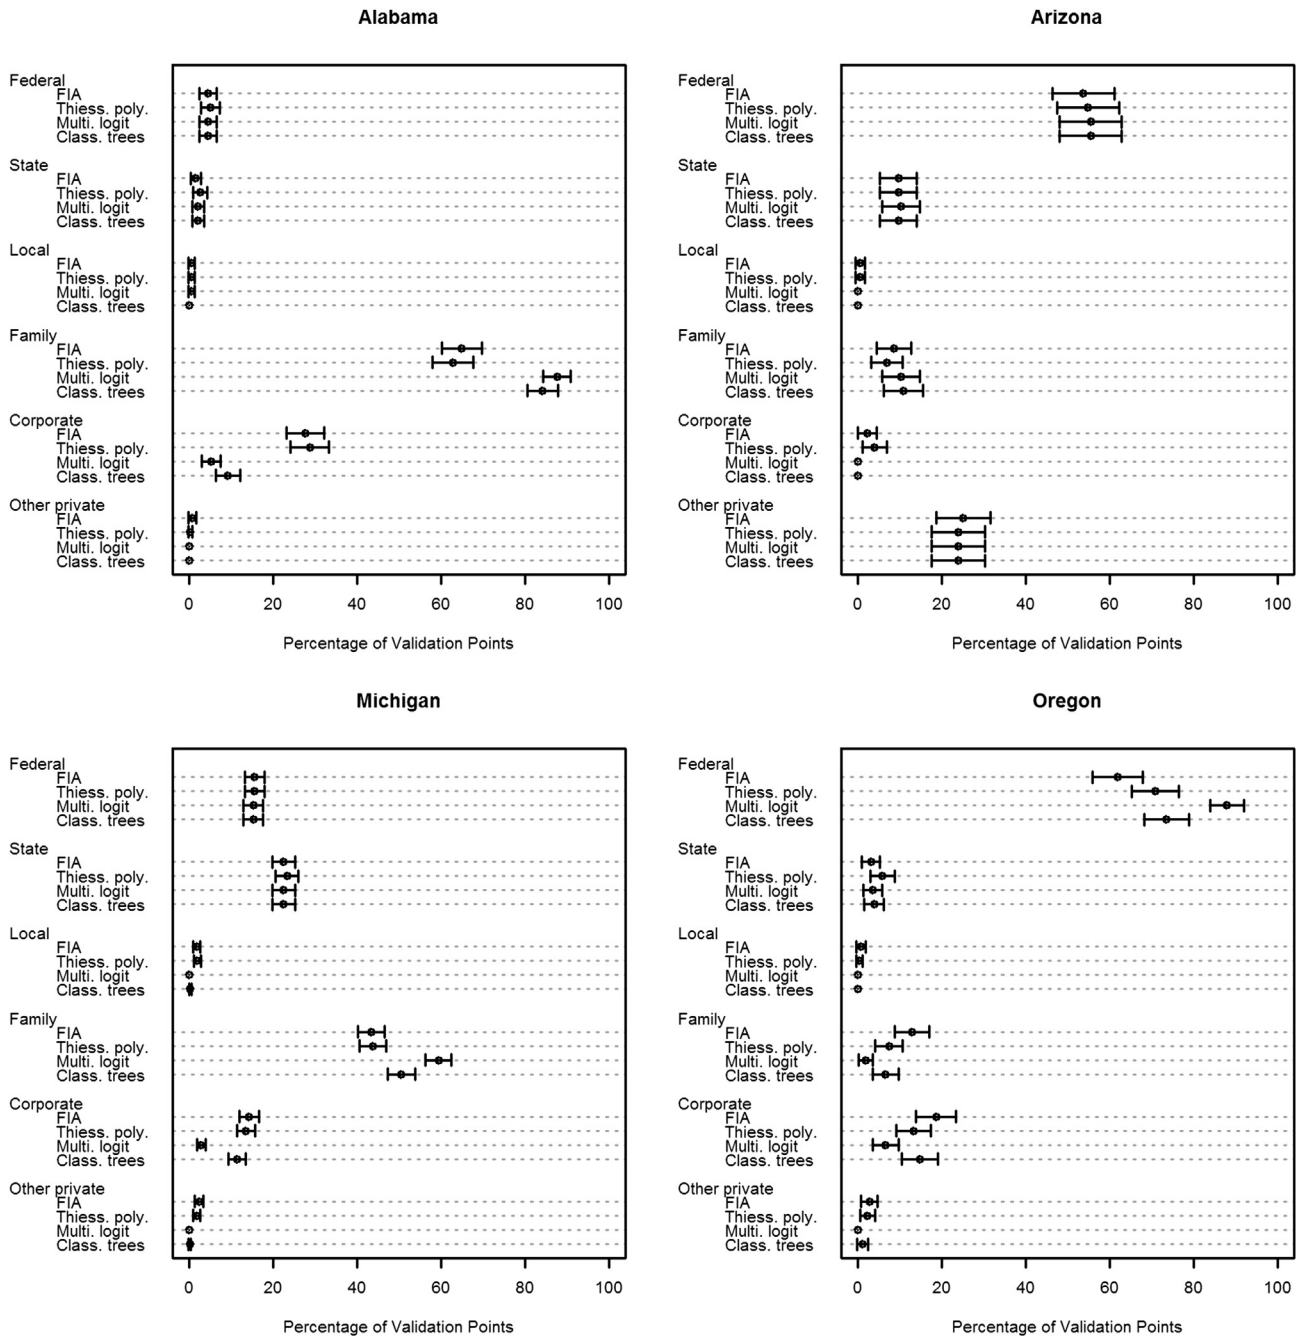 Alabama
Federal
FIA
Thiess. poly.
Multi. logit
Class. trees
State
FIA
Thiess. poly.
Multi. logit
Class. trees
Local
FIA
Thiess. poly.
Multi. logit
Class. trees
Family
FIA
Thiess. poly.
Multi. logit
Class. trees
Corporate
FIA
Thiess. poly.
Multi. logit
Class. trees
Other private
FIA
Thiess. poly.
Multi. logit
Class. trees
0 20 40 60 80 100
Percentage of Validation Points
Arizona
Federal
FIA
Thiess. poly.
Multi. logit
Class. trees
State
FIA
Thiess. poly.
Multi. logit
Class. trees
Local
FIA
Thiess. poly.
Multi. logit
Class. trees
Family
FIA
Thiess. poly.
Multi. logit
Class. trees
Corporate
FIA
Thiess. poly.
Multi. logit
Class. trees
Other private
FIA
Thiess. poly.
Multi. logit
Class. trees
0 20 40 60 80 100
Percentage of Validation Points
Michigan
Federal
FIA
Thiess. poly.
Multi. logit
Class. trees
State
FIA
Thiess. poly.
Multi. logit
Class. trees
Local
FIA
Thiess. poly.
Multi. logit
Class. trees
Family
FIA
Thiess. poly.
Multi. logit
Class. trees
Corporate
FIA
Thiess. poly.
Multi. logit
Class. trees
Other private
FIA
Thiess. poly.
Multi. logit
Class. trees
0 20 40 60 80 100
Percentage of Validation Points
Oregon
Federal
FIA
Thiess. poly.
Multi. logit
Class. trees
State
FIA
Thiess. poly.
Multi. logit
Class. trees
Local
FIA
Thiess. poly.
Multi. logit
Class. trees
Family
FIA
Thiess. poly.
Multi. logit
Class. trees
Corporate
FIA
Thiess. poly.
Multi. logit
Class. trees
Other private
FIA
Thiess. poly.
Multi. logit
Class. trees
0 20 40 60 80 100
Percentage of Validation Points